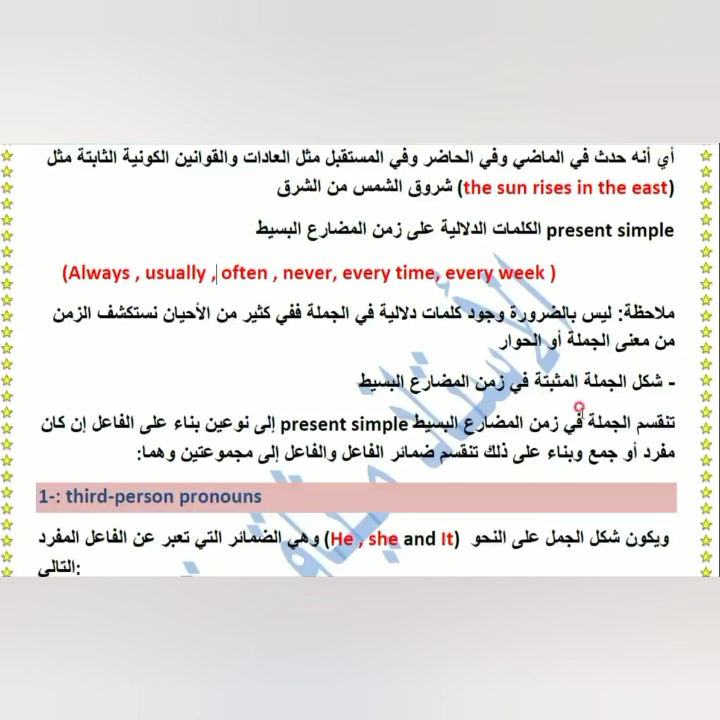 أي أنه حدث في الماضي وفي الحاضر وفي المستقبل مثل العادات والقوانين الكونية الثابتة مثل
شروق الشمس من الشرق (the sun rises in the east)
الكلمات الدلالية على زمن المضارع البسيط present simple
(Always , usually , often , never, every time, every week )
ملاحظة: ليس بالضرورة وجود كلمات دلالية في الجملة ففي كثير من الأحيان نستكشف الزمن
من معنى الجملة أو الحوار
- شكل الجملة المثبتة في زمن المضارع البسيط
تنقسم الجملة في زمن المضارع البسيط present simple إلى نوعين بناء على الفاعل إن كان
مفرد أو جمع وبناء على ذلك تنقسم ضمائر الفاعل والفاعل إلى مجموعتين وهما:
1-: third-person pronouns
وهي الضمائر التي تعبر عن الفاعل المفرد (He , she and It) ويكون شكل الجمل على النحو
التالي: